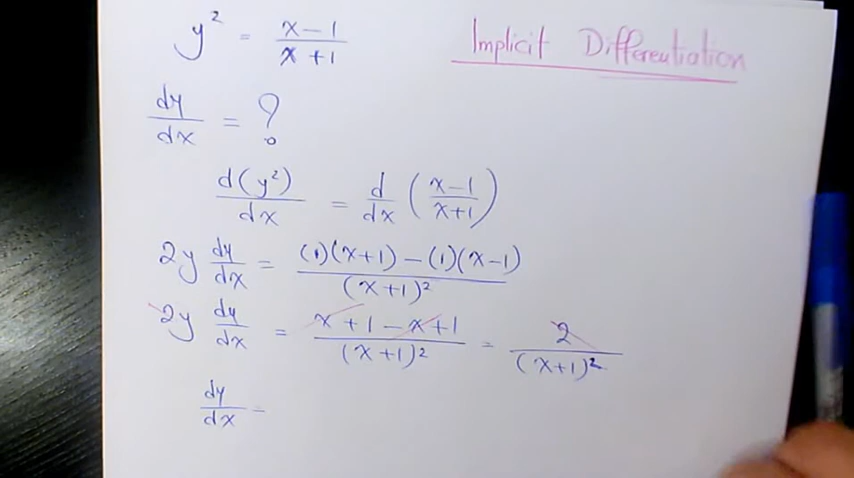 y² = (x-1)/(x+1)
Implicit Differentiation
dy/dx = ?
d(y²)/dx = d/dx ((x-1)/(x+1))
2y dy/dx = ((1)(x+1) - (1)(x-1))/(x+1)²
2y dy/dx = (x+1-x+1)/(x+1)² = 2/(x+1)²
dy/dx =